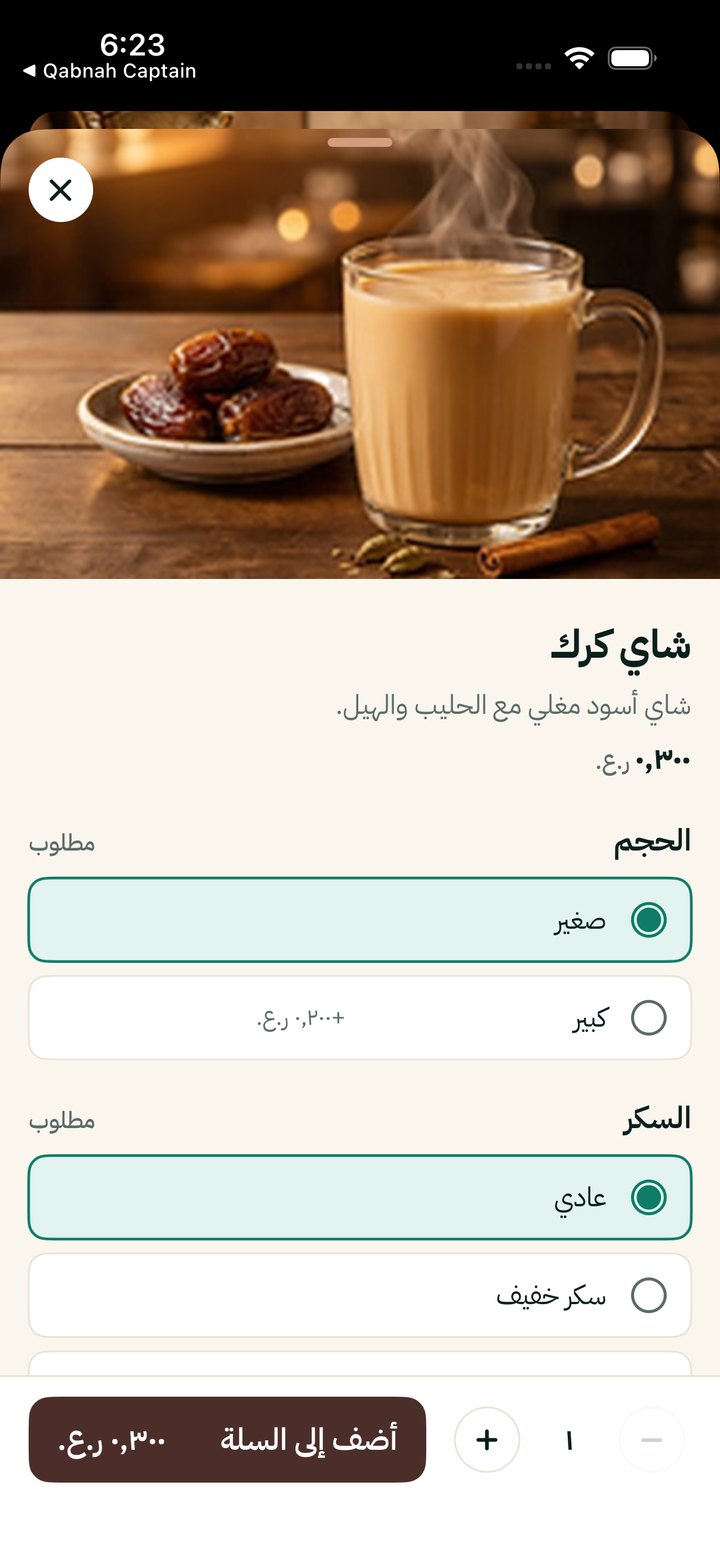 6:23
◀ Qabnah Captain
شاي كرك
شاي أسود مغلي مع الحليب والهيل.
٠,٣٠٠ ر.ع.
الحجم
مطلوب
صغير
كبير
+٠,٢٠٠ ر.ع.
السكر
مطلوب
عادي
سكر خفيف
١
أضف إلى السلة ٠,٣٠٠ ر.ع.